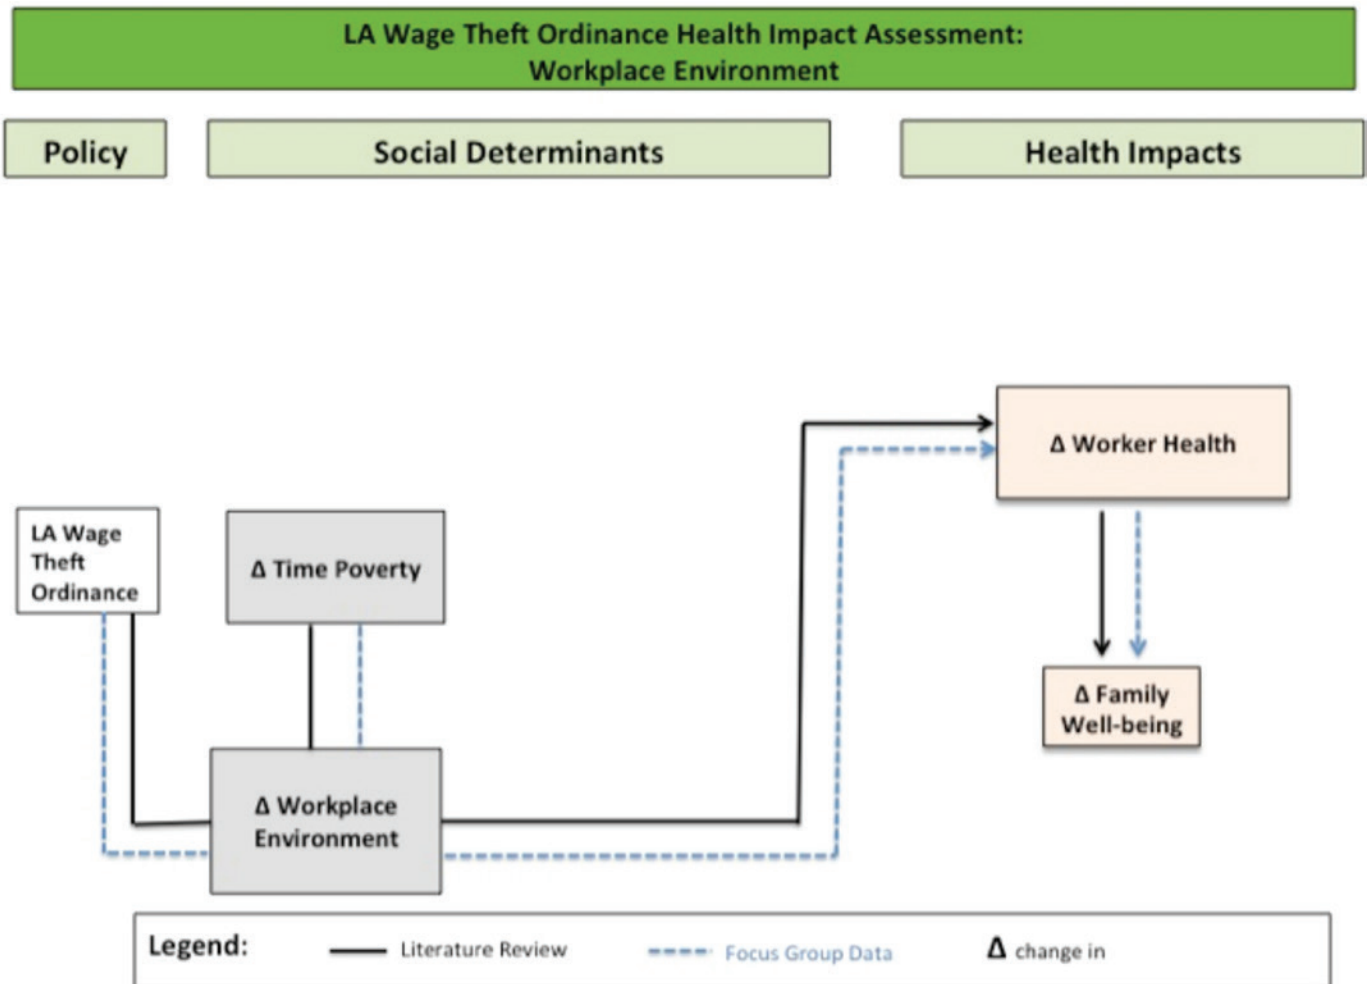 LA Wage Theft Ordinance Health Impact Assessment:
Workplace Environment
Policy
Social Determinants
Health Impacts
Δ Worker Health
LA Wage
Theft
Ordinance
Δ Time Poverty
Δ Family
Well-being
Δ Workplace
Environment
Legend:
Literature Review
Focus Group Data
Δ change in